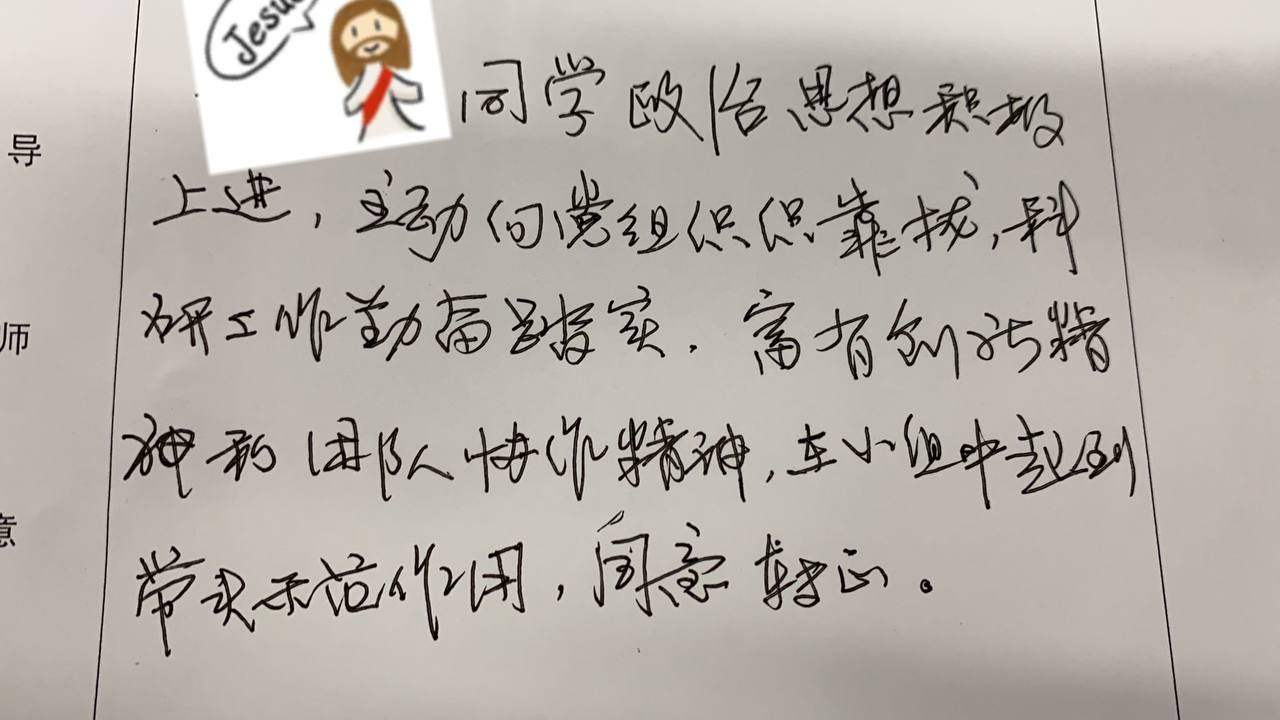 Jesus
同学政治思想积极
导
上进，主动向党组织织靠拢，科
师
研工作勤奋踏实，富有创新精
神和团队协作精神，在小组中起到
意
带头示范作用，同意转正。